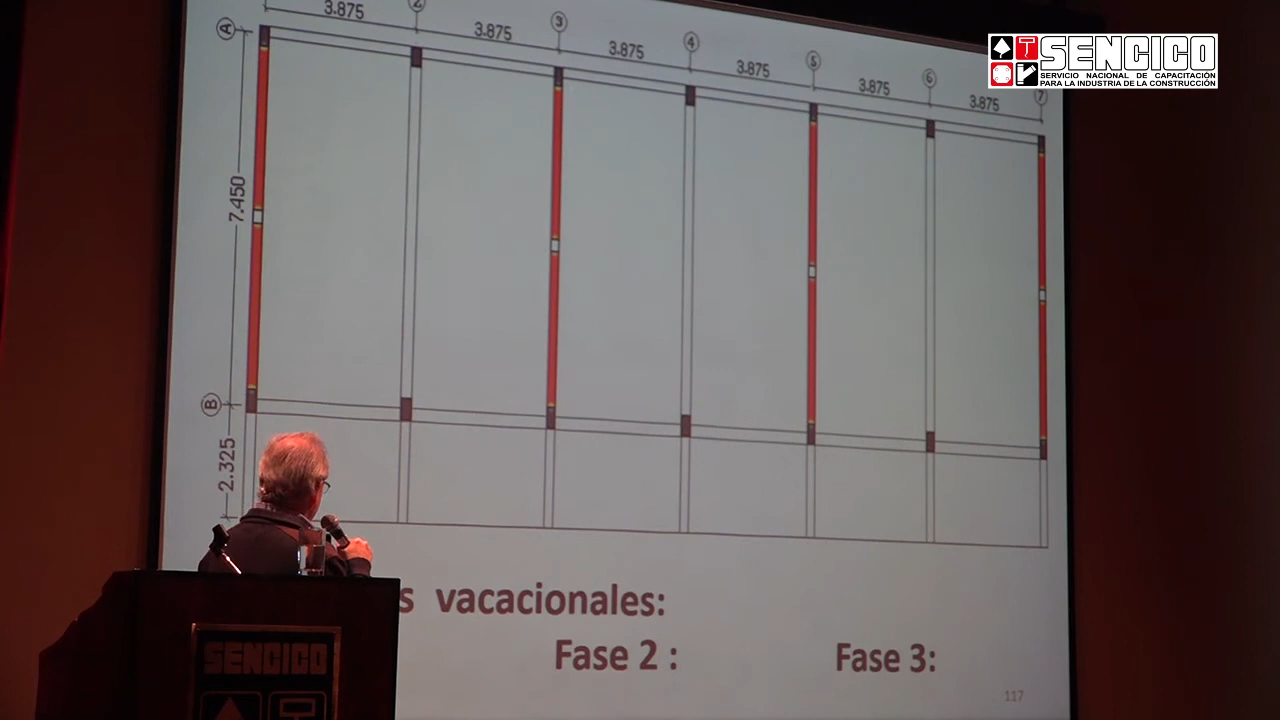 SENCICO
SERVICIO NACIONAL DE CAPACITACIÓN
PARA LA INDUSTRIA DE LA CONSTRUCCIÓN
2 3 4 5 6 7
3.875 3.875 3.875 3.875 3.875 3.875
A
7.450
B
2.325
s vacacionales:
Fase 2 : Fase 3:
117
SENCICO